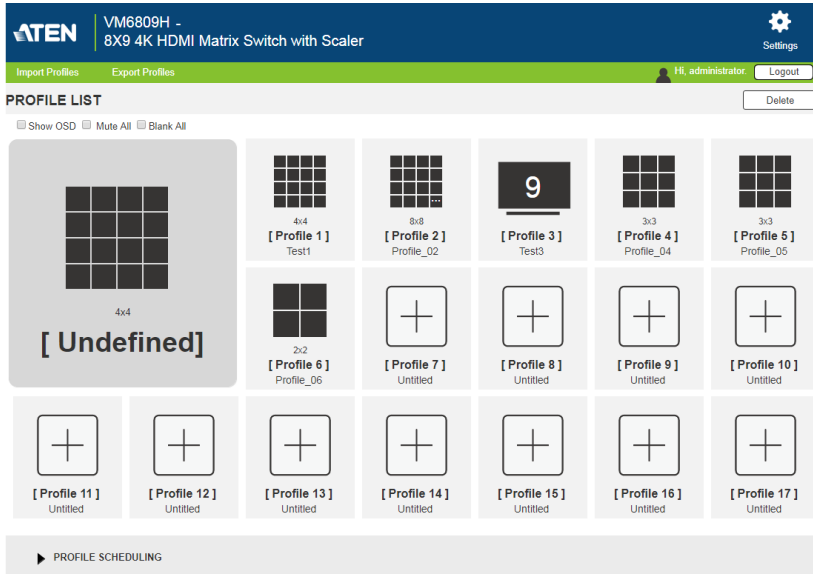 ATEN
VM6809H -
8X9 4K HDMI Matrix Switch with Scaler
Settings
Import Profiles Export Profiles Hi, administrator. Logout
PROFILE LIST Delete
Show OSD Mute All Blank All
4x4
[ Undefined]
4x4 8x8 9 3x3 3x3
[ Profile 1 ] [ Profile 2 ] [ Profile 3 ] [ Profile 4 ] [ Profile 5 ]
Test1 Profile_02 Test3 Profile_04 Profile_05
2x2
[ Profile 6 ] [ Profile 7 ] [ Profile 8 ] [ Profile 9 ] [ Profile 10 ]
Profile_06 Untitled Untitled Untitled Untitled
[ Profile 11 ] [ Profile 12 ] [ Profile 13 ] [ Profile 14 ] [ Profile 15 ] [ Profile 16 ] [ Profile 17 ]
Untitled Untitled Untitled Untitled Untitled Untitled Untitled
PROFILE SCHEDULING